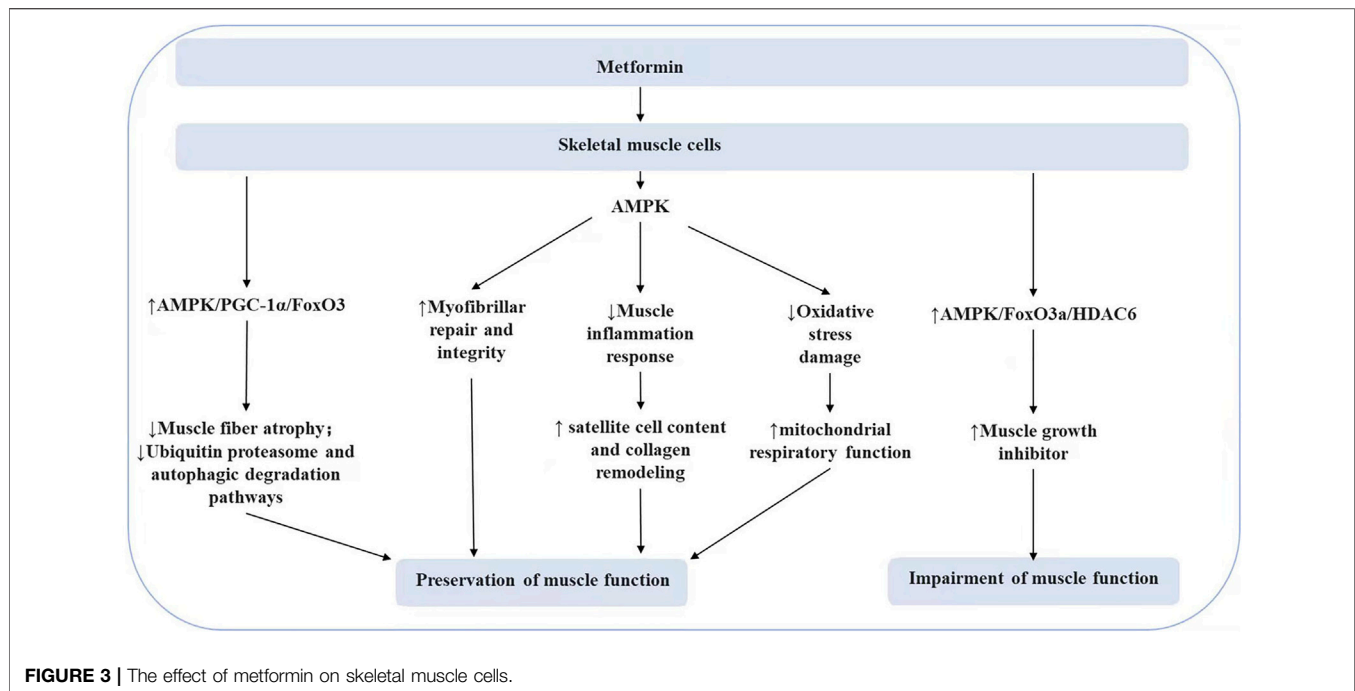 Metformin
Skeletal muscle cells
AMPK
↑AMPK/PGC-1α/FoxO3
↑Myofibrillar
repair and
integrity
↓Muscle
inflammation
response
↓Oxidative
stress
damage
↑AMPK/FoxO3a/HDAC6
↓Muscle fiber atrophy;
↓Ubiquitin proteasome and
autophagic degradation
pathways
↑ satellite cell content
and collagen
remodeling
↑mitochondrial
respiratory function
↑Muscle growth
inhibitor
Preservation of muscle function
Impairment of muscle function
FIGURE 3 | The effect of metformin on skeletal muscle cells.